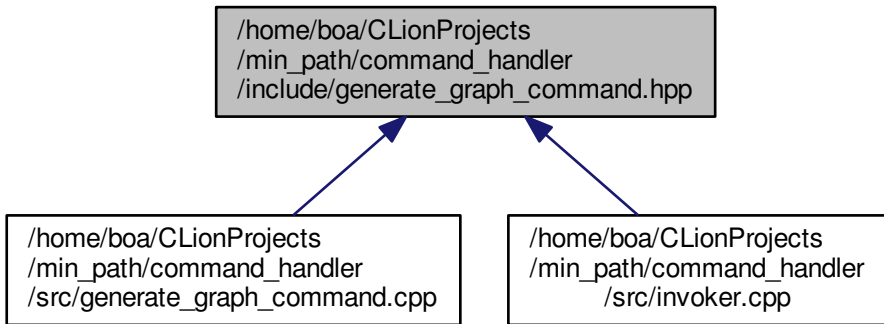 /home/boa/CLionProjects
/min_path/command_handler
/include/generate_graph_command.hpp
/home/boa/CLionProjects
/min_path/command_handler
/src/generate_graph_command.cpp
/home/boa/CLionProjects
/min_path/command_handler
/src/invoker.cpp